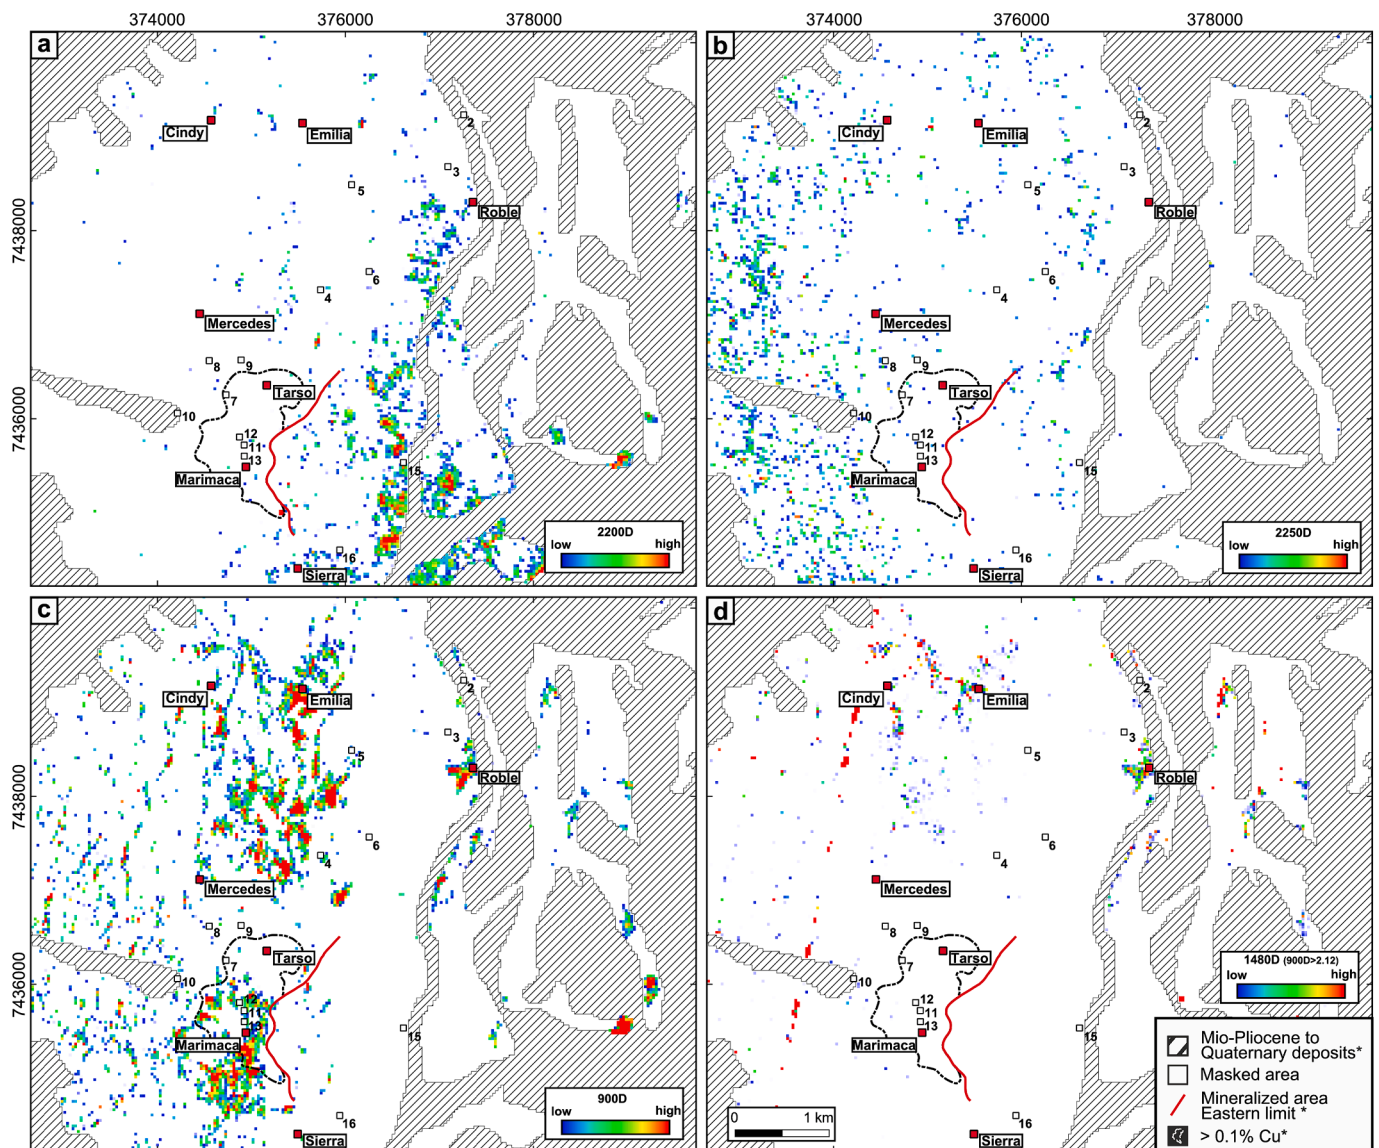 374000 376000 378000
374000 376000 378000
a
Cindy
Emilia
2
3
5
7438000
Roble
6
4
Mercedes
8
9
Tarso
7
7436000
10
12
11
13
15
Marimaca
16
Sierra
2200D
low high
b
Cindy
Emilia
2
3
5
Roble
6
4
Mercedes
8
9
Tarso
7
10
12
11
13
15
Marimaca
16
Sierra
2250D
low high
c
2
Cindy
Emilia
3
5
Roble
7438000
6
4
Mercedes
8
9
Tarso
7
7436000
10
12
11
13
15
Marimaca
16
Sierra
900D
low high
d
2
Cindy
Emilia
3
5
Roble
6
4
Mercedes
8
9
Tarso
7
10
12
11
13
15
Marimaca
16
Sierra
1480D (900D>2.12)
low high
0 1 km
Mio-Pliocene to
Quaternary deposits*
Masked area
Mineralized area
Eastern limit *
> 0.1% Cu*